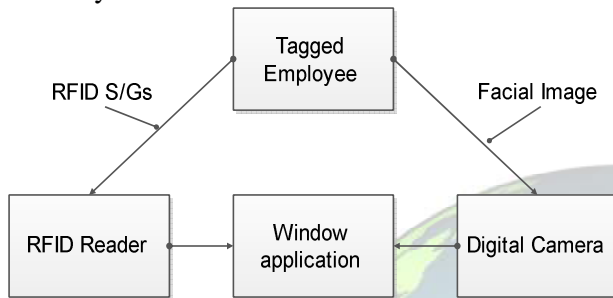 Tagged
Employee
RFID S/Gs
Facial Image
RFID Reader
Window
application
Digital Camera